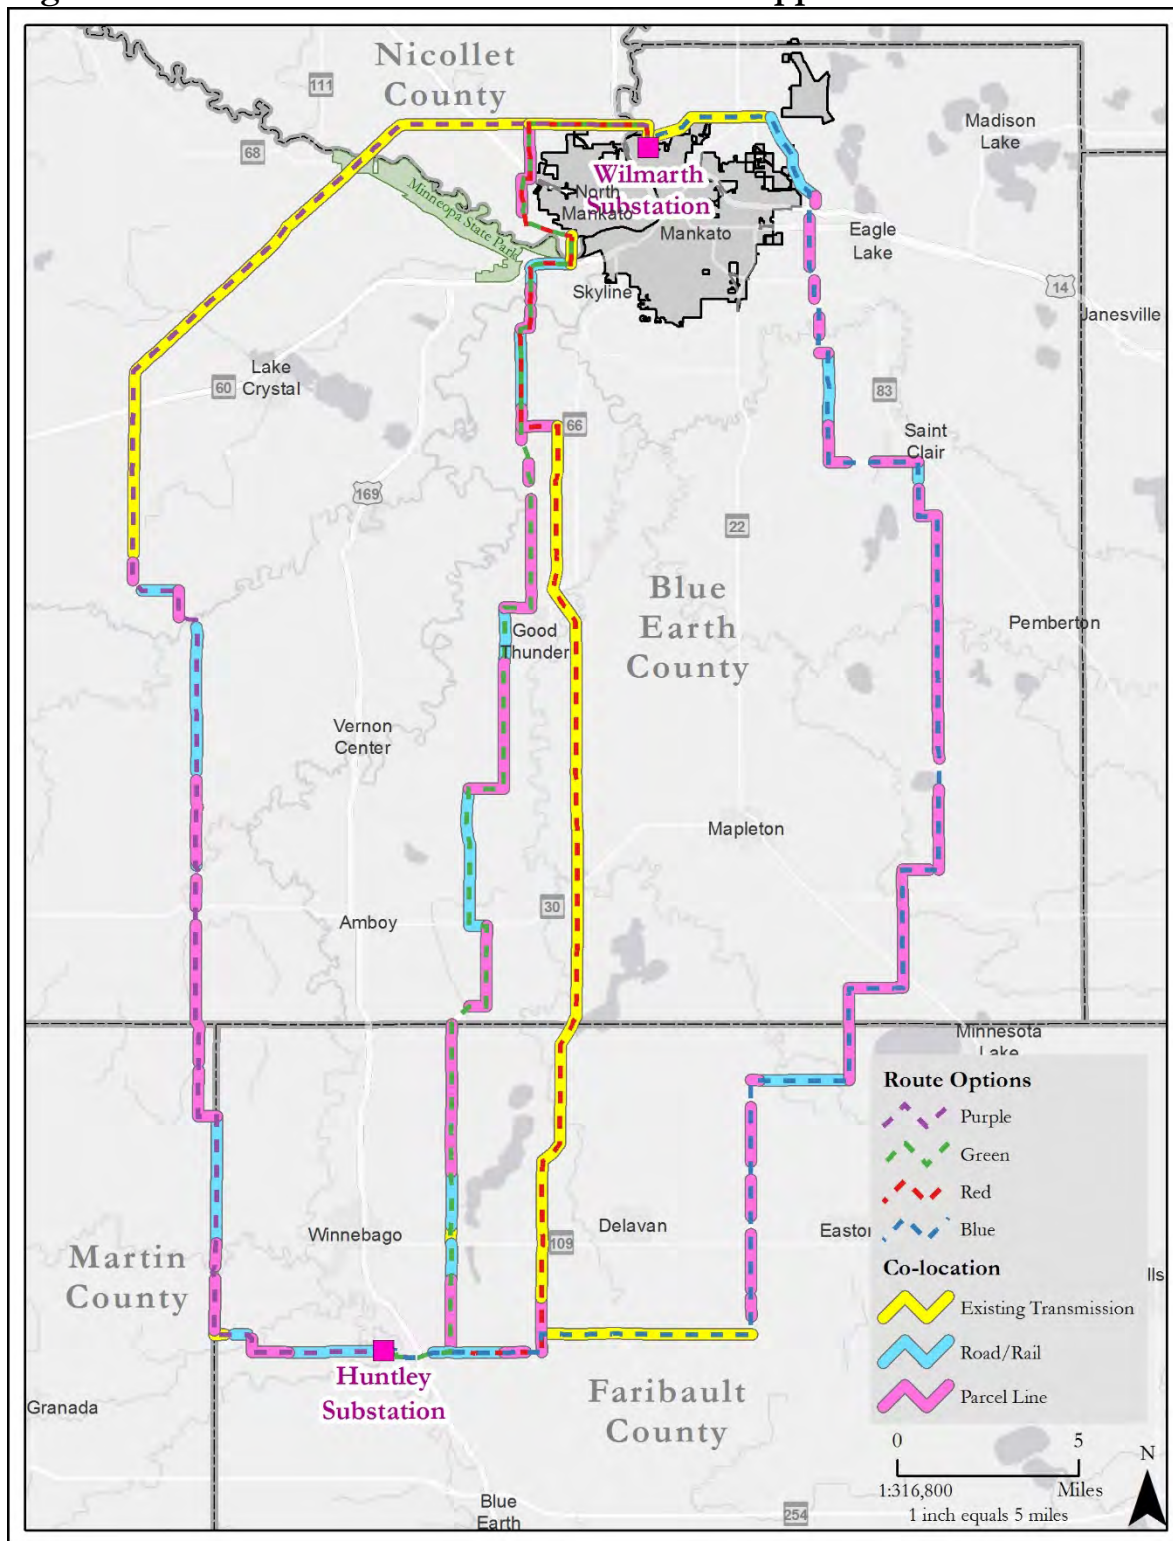 Nicollet
County
111
68
Madison
Lake
Wilmarth
Substation
North
Mankato
Mankato
Minneopa State Park
Eagle
Lake
Skyline
14
Janesville
Lake
Crystal
60
83
66
Saint
Clair
169
22
Blue
Earth
County
Good
Thunder
Pemberton
Vernon
Center
Mapleton
30
Amboy
Minnesota
Lake
Route Options
Purple
Green
Red
Blue
Winnebago
Delavan
109
Easton
Martin
County
lls
Co-location
Existing Transmission
Road/Rail
Parcel Line
Huntley
Substation
Faribault
County
Granada
0 5
1:316,800 Miles
1 inch equals 5 miles
N
Blue
Earth
254